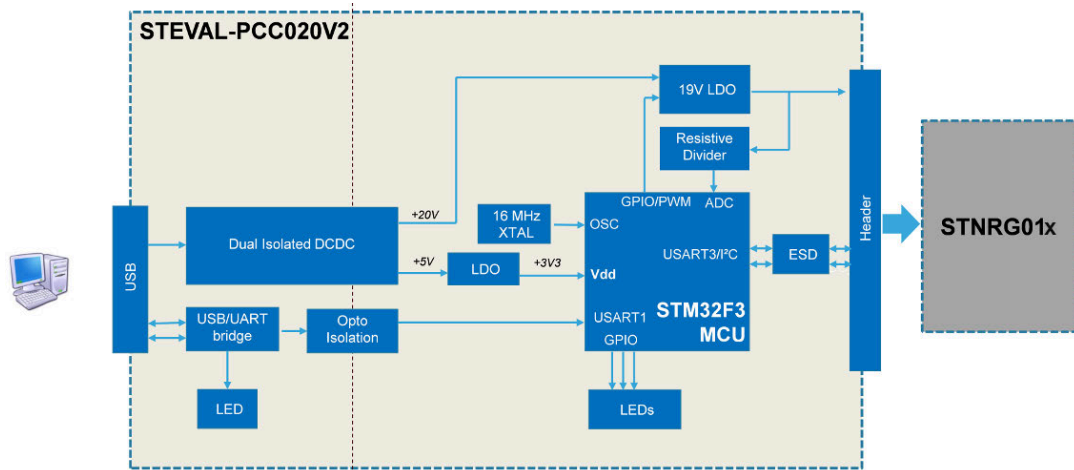 STEVAL-PCC020V2
19V LDO
Resistive
Divider
GPIO/PWM
ADC
+20V
16 MHz
XTAL
OSC
Dual Isolated DCDC
USB
Header
STNRG01x
USART3/I²C
ESD
+5V
LDO
+3V3
Vdd
STM32F3
MCU
USB/UART
bridge
Opto
Isolation
USART1
GPIO
LED
LEDs